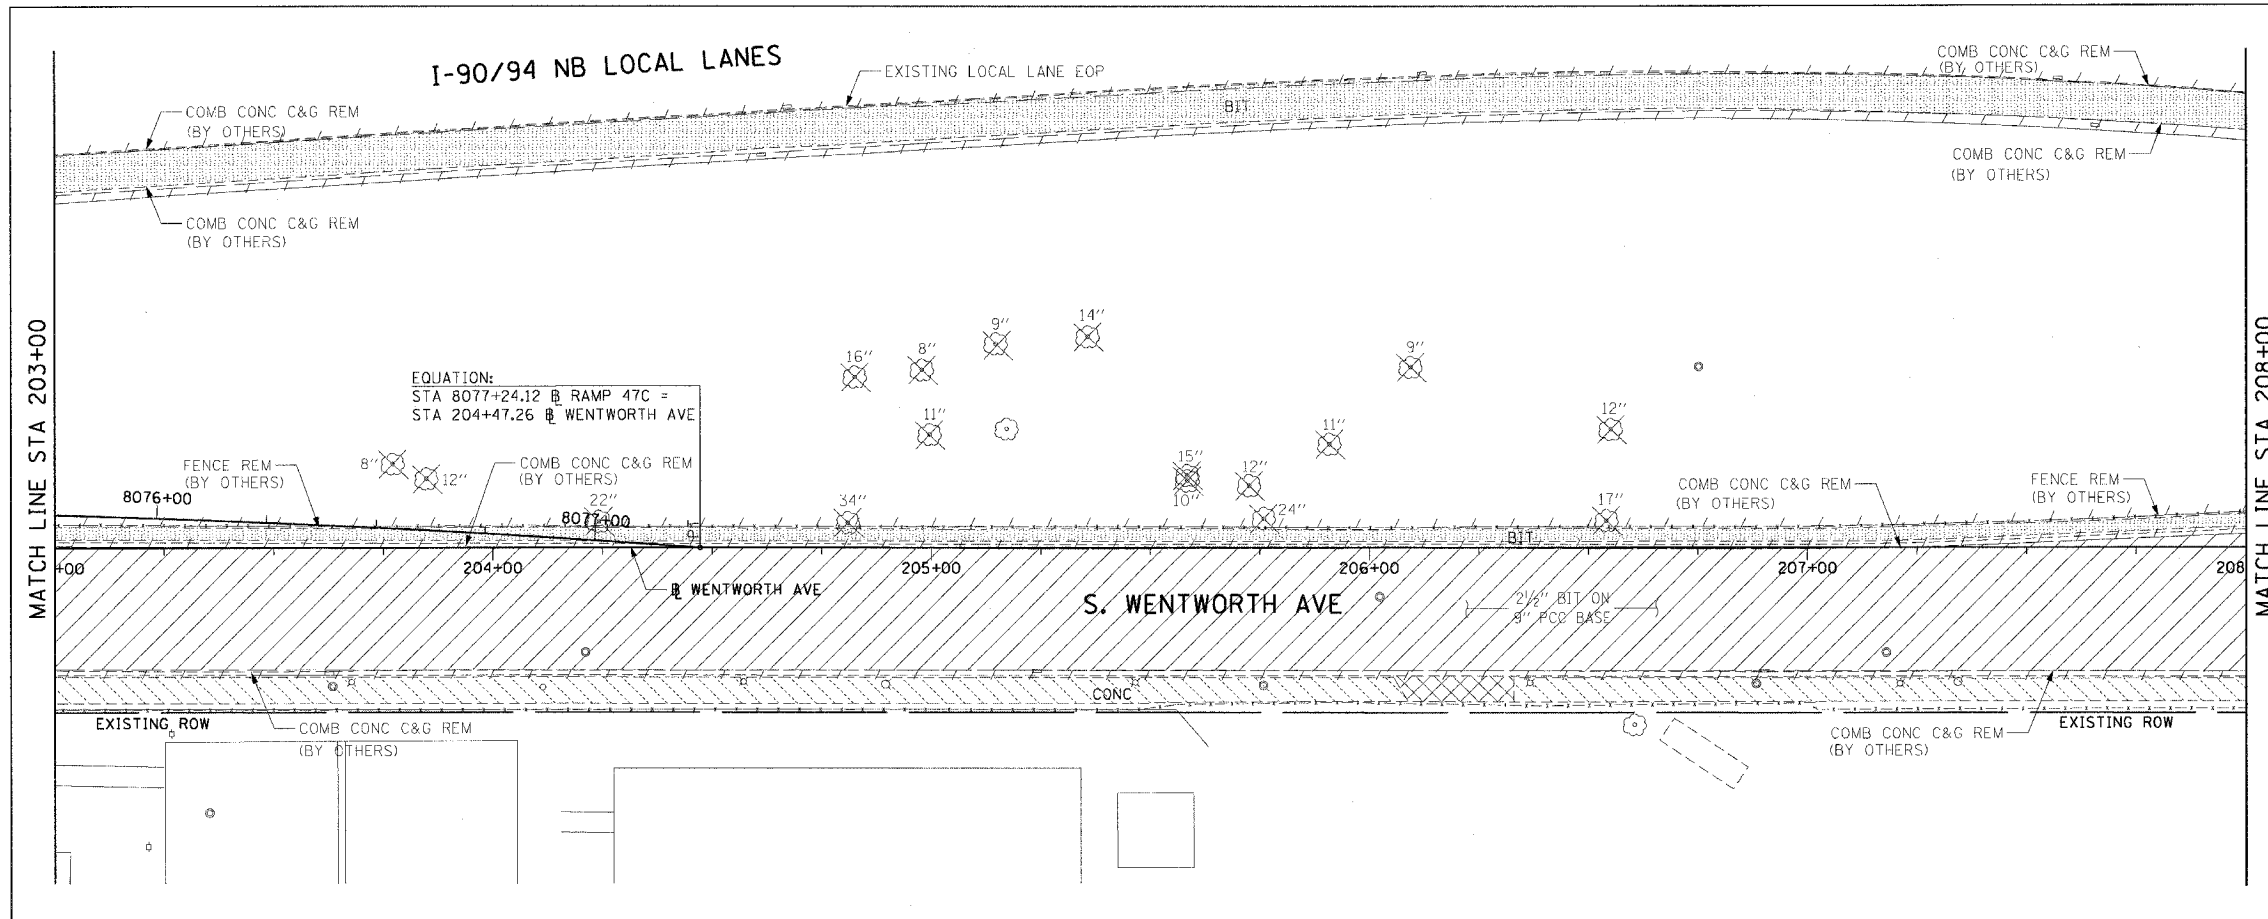 I-90/94 NB LOCAL LANES
EXISTING LOCAL LANE EOP
COMB CONC C&G REM
(BY OTHERS)
COMB CONC C&G REM
(BY OTHERS)
BIT
COMB CONC C&G REM
(BY OTHERS)
COMB CONC C&G REM
(BY OTHERS)
MATCH LINE STA 203+00
MATCH LINE STA 208+00
9"
14"
16"
8"
9"
11"
11"
12"
EQUATION:
STA 8077+24.12 ⅊ RAMP 47C =
STA 204+47.26 ⅊ WENTWORTH AVE
8"
12"
15"
10"
12"
22"
34"
24"
17"
FENCE REM
(BY OTHERS)
COMB CONC C&G REM
(BY OTHERS)
COMB CONC C&G REM
(BY OTHERS)
FENCE REM
(BY OTHERS)
8076+00
8077+00
BIT
+00
204+00
205+00
206+00
207+00
208
⅊ WENTWORTH AVE
S. WENTWORTH AVE
2½" BIT ON
9" PCC BASE
CONC
EXISTING ROW
EXISTING ROW
COMB CONC C&G REM
(BY OTHERS)
COMB CONC C&G REM
(BY OTHERS)